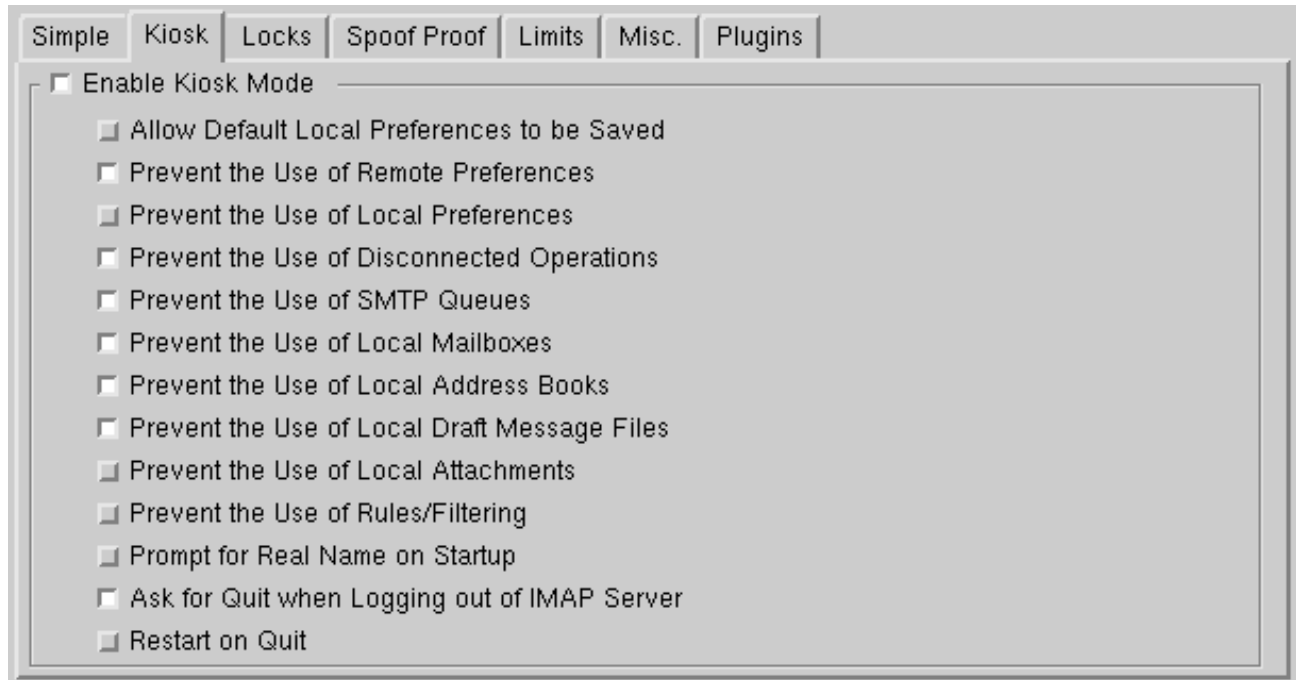 Simple Kiosk Locks Spoof Proof Limits Misc. Plugins
Enable Kiosk Mode
Allow Default Local Preferences to be Saved
Prevent the Use of Remote Preferences
Prevent the Use of Local Preferences
Prevent the Use of Disconnected Operations
Prevent the Use of SMTP Queues
Prevent the Use of Local Mailboxes
Prevent the Use of Local Address Books
Prevent the Use of Local Draft Message Files
Prevent the Use of Local Attachments
Prevent the Use of Rules/Filtering
Prompt for Real Name on Startup
Ask for Quit when Logging out of IMAP Server
Restart on Quit